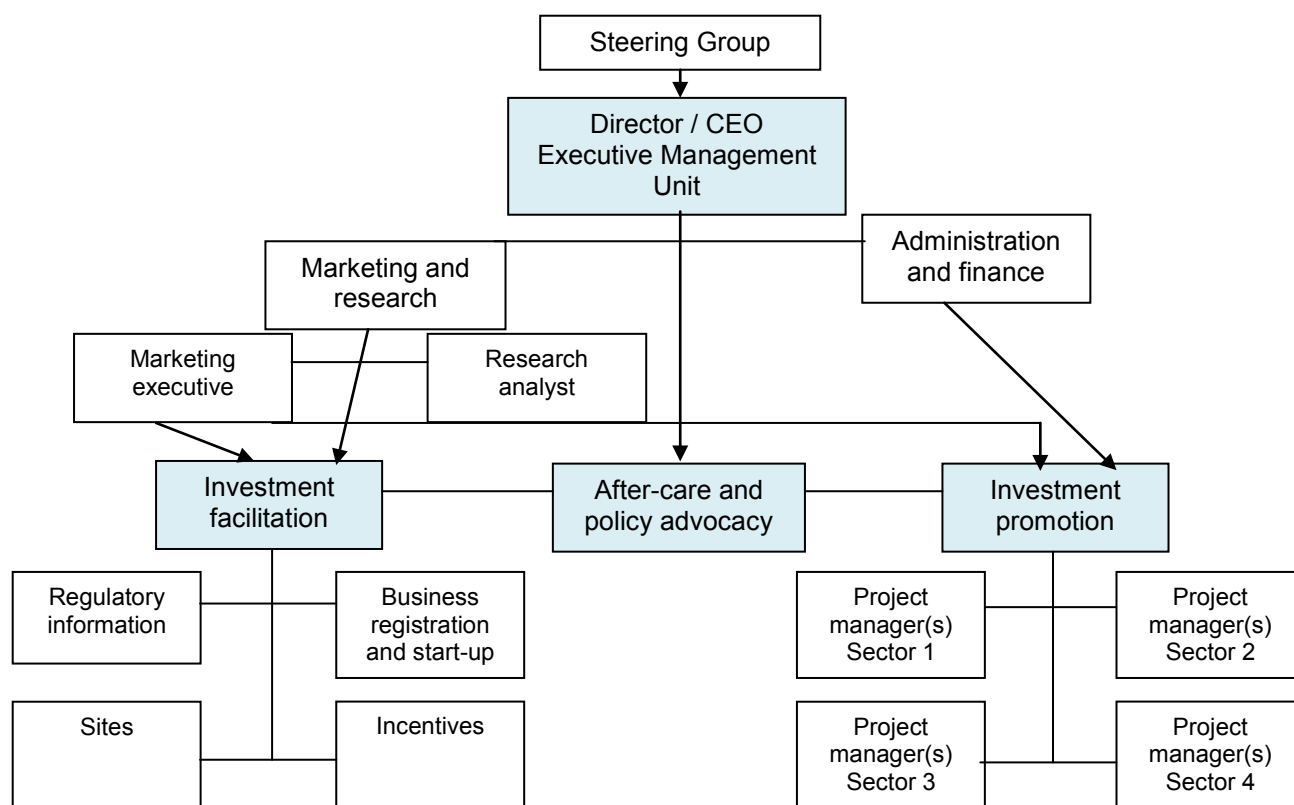 Steering Group
Director / CEO
Executive Management
Unit
Administration
and finance
Marketing and
research
Marketing
executive
Research
analyst
Investment
facilitation
After-care and
policy advocacy
Investment
promotion
Regulatory
information
Business
registration
and start-up
Project
manager(s)
Sector 1
Project
manager(s)
Sector 2
Sites
Incentives
Project
manager(s)
Sector 3
Project
manager(s)
Sector 4